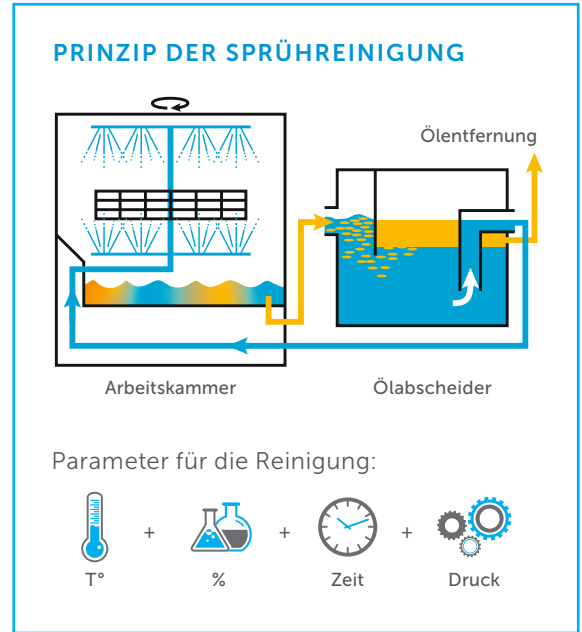 PRINZIP DER SPRÜHREINIGUNG
Ölentfernung
Arbeitskammer
Ölabscheider
Parameter für die Reinigung:
+ + +
T° % Zeit Druck